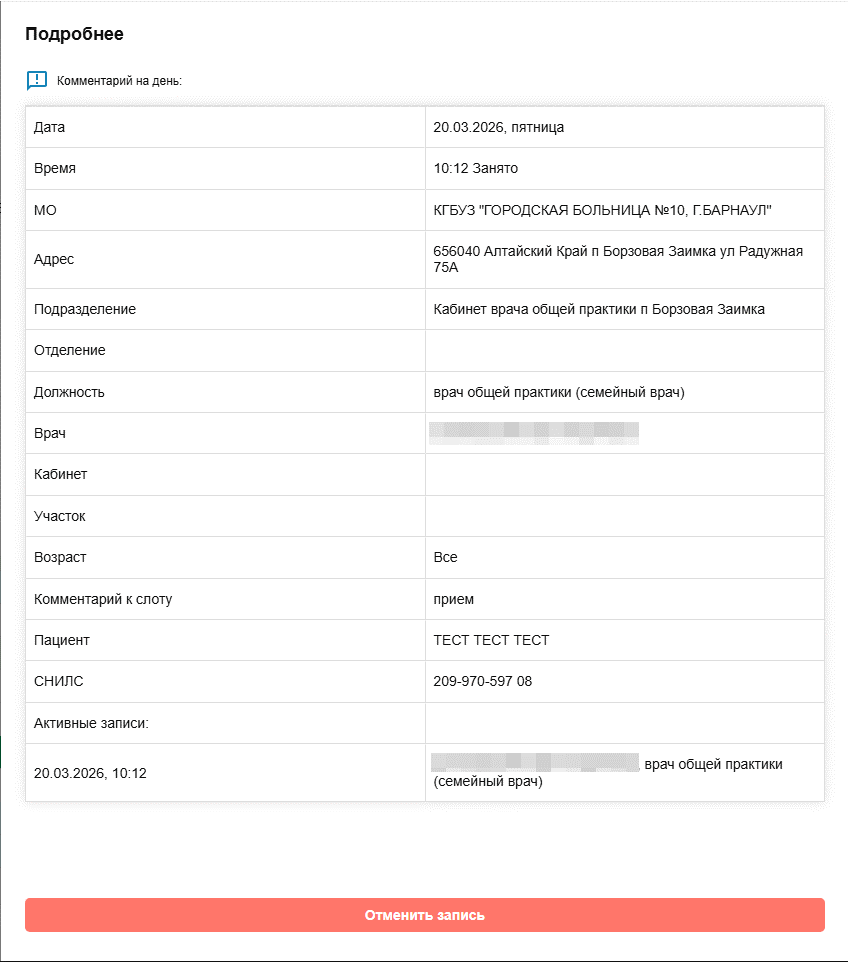 Подробнее
Комментарий на день:
Дата 20.03.2026, пятница
Время 10:12 Занято
МО КГБУЗ "ГОРОДСКАЯ БОЛЬНИЦА №10, Г.БАРНАУЛ"
Адрес 656040 Алтайский Край п Борзовая Заимка ул Радужная
75А
Подразделение Кабинет врача общей практики п Борзовая Заимка
Отделение
Должность врач общей практики (семейный врач)
Врач
Кабинет
Участок
Возраст Все
Комментарий к слоту прием
Пациент ТЕСТ ТЕСТ ТЕСТ
СНИЛС 209-970-597 08
Активные записи:
20.03.2026, 10:12 , врач общей практики
(семейный врач)
Отменить запись